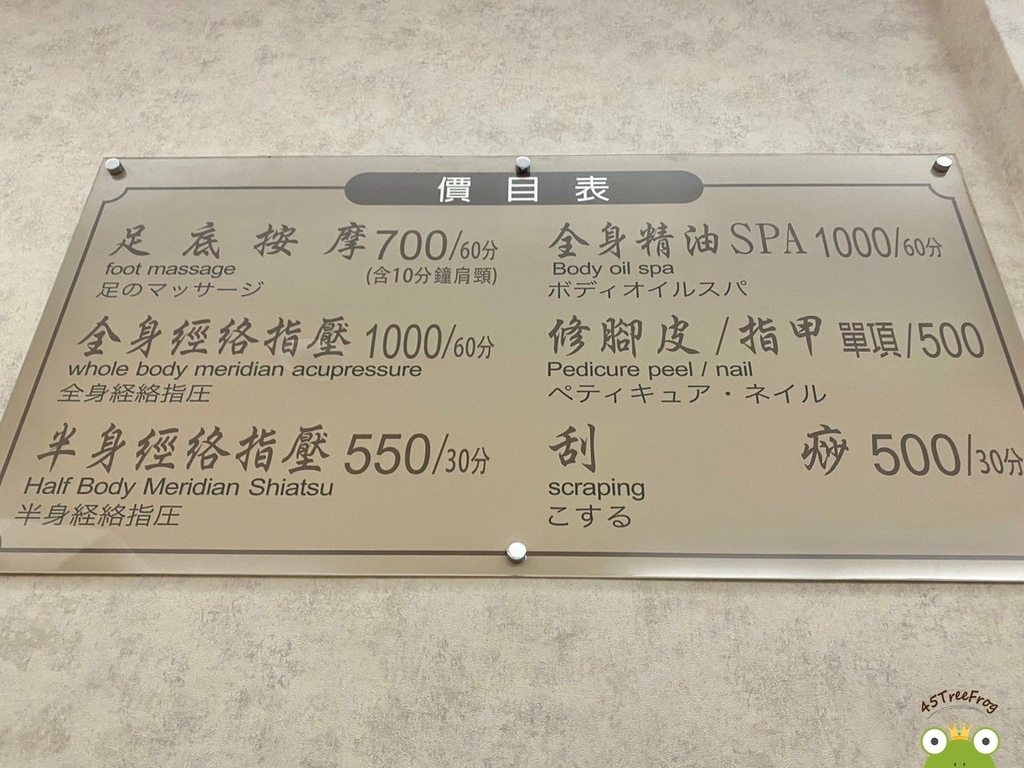 價目表
足底按摩 700/60分
foot massage (含10分鐘肩頸)
足のマッサージ
全身經絡指壓 1000/60分
whole body meridian acupressure
全身経絡指圧
半身經絡指壓 550/30分
Half Body Meridian Shiatsu
半身経絡指圧
全身精油SPA 1000/60分
Body oil spa
ボディオイルスパ
修腳皮/指甲 單項/500
Pedicure peel / nail
ペティキュア・ネイル
刮痧 500/30分
scraping
こする
45TreeFrog